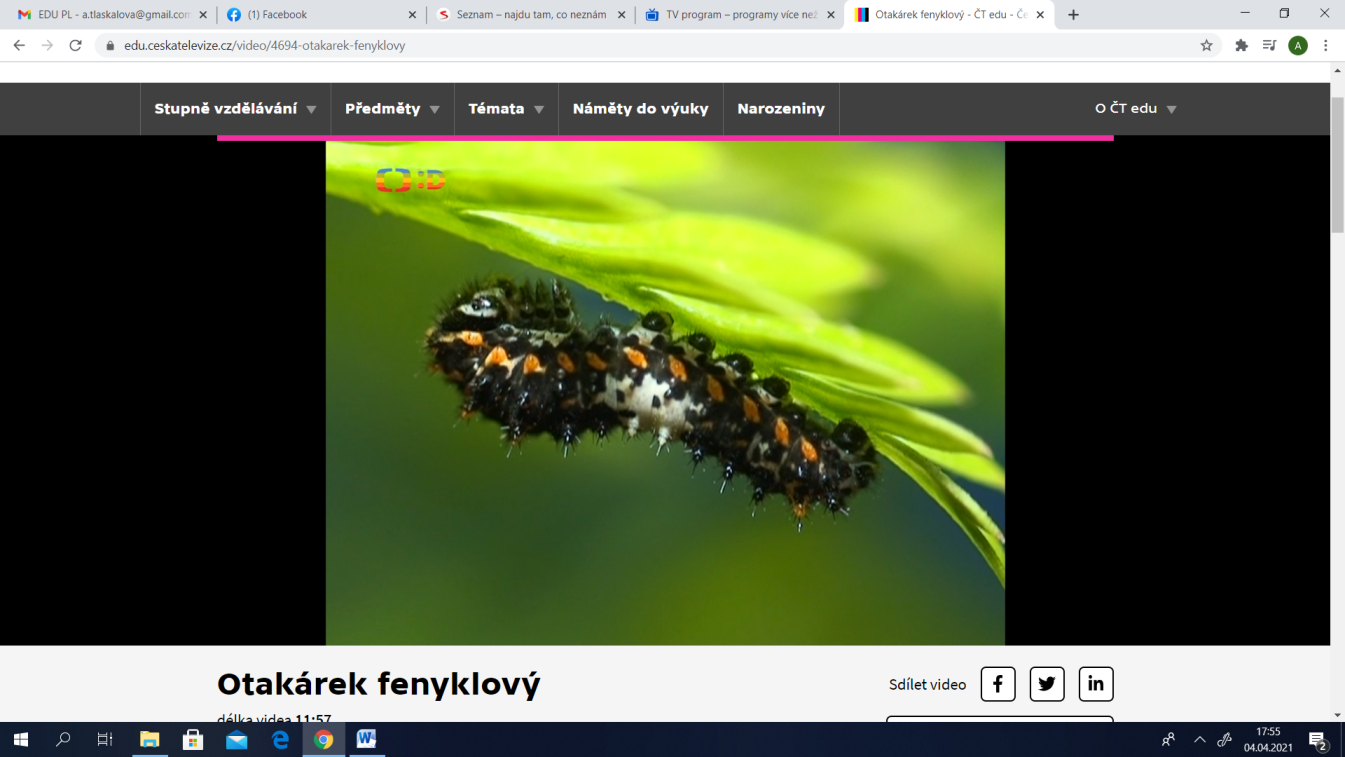 EDU PL - a.tlaskalova@gmail.com
(1) Facebook
Seznam – najdu tam, co neznám
TV program – programy více než
Otakárek fenyklový - ČT edu - Če
edu.ceskatelevize.cz/video/4694-otakarek-fenyklovy
A
Stupně vzdělávání
Předměty
Témata
Náměty do výuky
Narozeniny
O ČT edu
:D
Otakárek fenyklový
Sdílet video
délka videa 11:57
17:55
04.04.2021
2